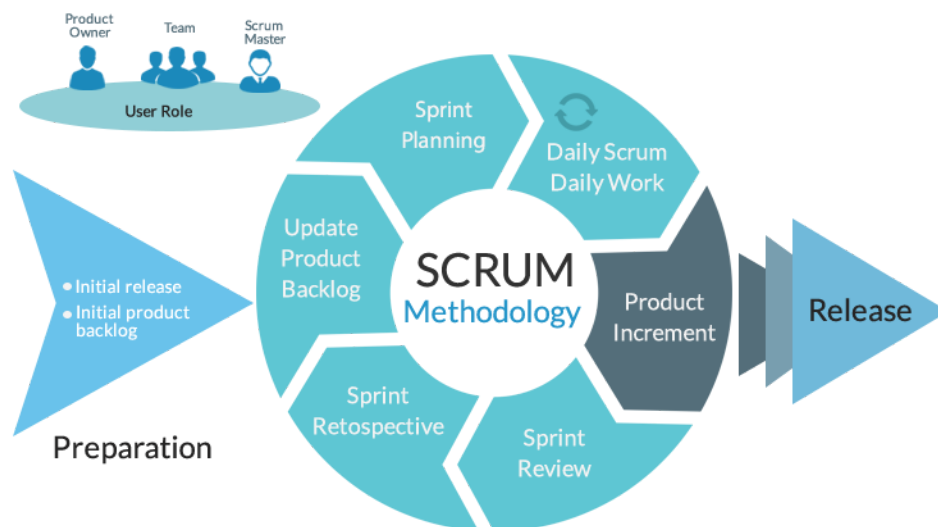 Product
Owner
Team
Scrum
Master
User Role
Sprint
Planning
Daily Scrum
Daily Work
Update
Product
Backlog
SCRUM
Methodology
Product
Increment
Release
• Initial release
• Initial product
backlog
Preparation
Sprint
Retospective
Sprint
Review